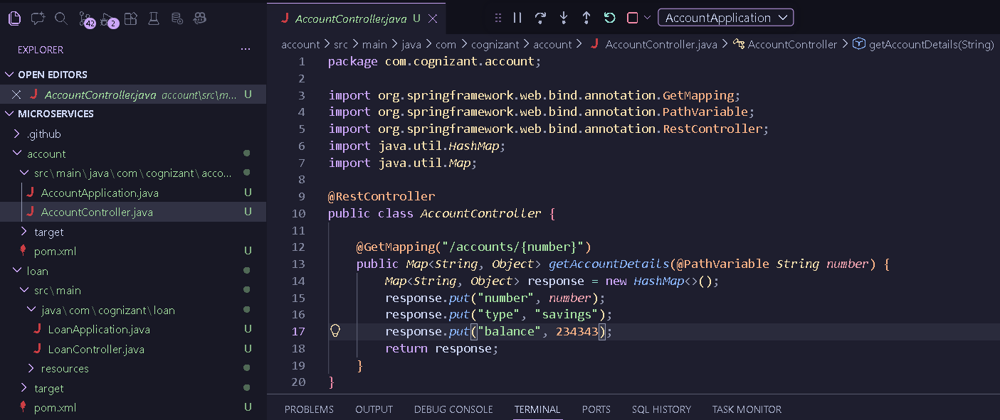 42
2
EXPLORER
OPEN EDITORS
AccountController.java account\src\m... U
MICROSERVICES
.github
account
src\main\java\com\cognizant\acco...
AccountApplication.java U
AccountController.java U
target
pom.xml U
loan
src\main
java\com\cognizant\loan
LoanApplication.java U
LoanController.java U
resources
target
pom.xml U
AccountController.java U
AccountApplication
account > src > main > java > com > cognizant > account > AccountController.java > AccountController > getAccountDetails(String)
1 package com.cognizant.account;
2
3 import org.springframework.web.bind.annotation.GetMapping;
4 import org.springframework.web.bind.annotation.PathVariable;
5 import org.springframework.web.bind.annotation.RestController;
6 import java.util.HashMap;
7 import java.util.Map;
8
9 @RestController
10 public class AccountController {
11
12 @GetMapping("/accounts/{number}")
13 public Map<String, Object> getAccountDetails(@PathVariable String number) {
14 Map<String, Object> response = new HashMap<>();
15 response.put("number", number);
16 response.put("type", "savings");
17 response.put("balance", 234343);
18 return response;
19 }
20 }
PROBLEMS OUTPUT DEBUG CONSOLE TERMINAL PORTS SQL HISTORY TASK MONITOR